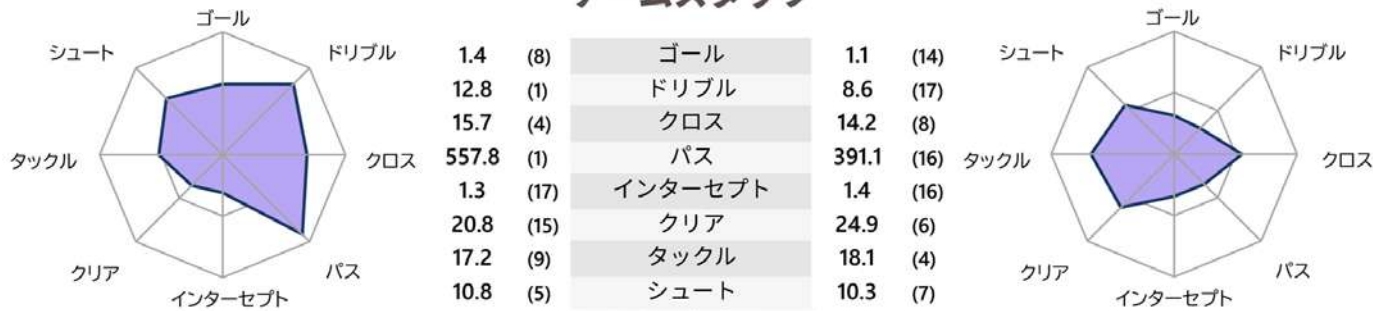 チームスタッツ
ゴール
シュート
ドリブル
タックル
クロス
クリア
パス
インターセプト
1.4 (8) ゴール 1.1 (14)
12.8 (1) ドリブル 8.6 (17)
15.7 (4) クロス 14.2 (8)
557.8 (1) パス 391.1 (16)
1.3 (17) インターセプト 1.4 (16)
20.8 (15) クリア 24.9 (6)
17.2 (9) タックル 18.1 (4)
10.8 (5) シュート 10.3 (7)
ゴール
シュート
ドリブル
タックル
クロス
クリア
パス
インターセプト